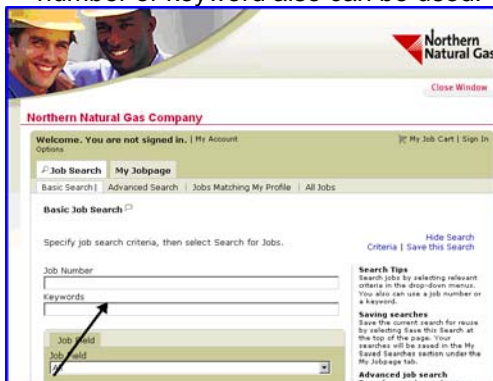 number or keyword also can be used.
Northern
Natural Gas
Close Window
Northern Natural Gas Company
Welcome. You are not signed in. | My Account
Options
My Job Cart | Sign In
Job Search My Jobpage
Basic Search | Advanced Search | Jobs Matching My Profile | All Jobs
Basic Job Search
Specify job search criteria, then select Search for Jobs.
Hide Search
Criteria | Save this Search
Job Number
Keywords
Job Field
Job Field
All
Search Tips
Search jobs by selecting relevant
criteria in the drop-down menus.
You also can use a job number or
a keyword.
Saving searches
Save the current search for reuse
by selecting Save this Search at
the top of the page. Your
searches will be saved in the My
Saved Searches section under the
My Jobpage tab.
Advanced job search